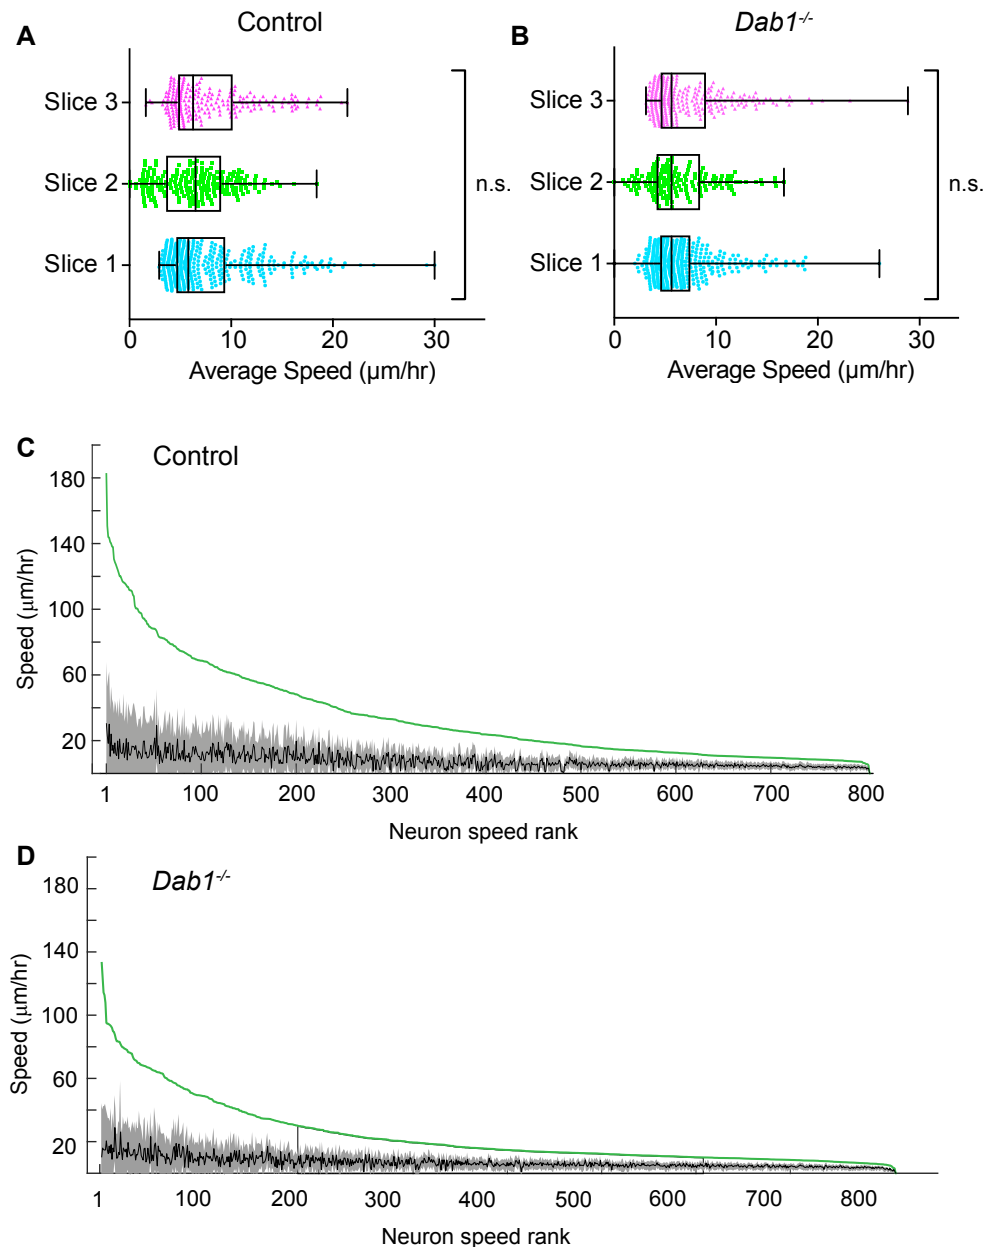 A
Control
Slice 3
Slice 2
Slice 1
n.s.
0 10 20 30
Average Speed (µm/hr)
B
Dab1-/-
Slice 3
Slice 2
Slice 1
n.s.
0 10 20 30
Average Speed (µm/hr)
C
Control
180
140
100
60
20
Speed (µm/hr)
1 100 200 300 400 500 600 700 800
Neuron speed rank
D
Dab1-/-
180
140
100
60
20
Speed (µm/hr)
1 100 200 300 400 500 600 700 800
Neuron speed rank